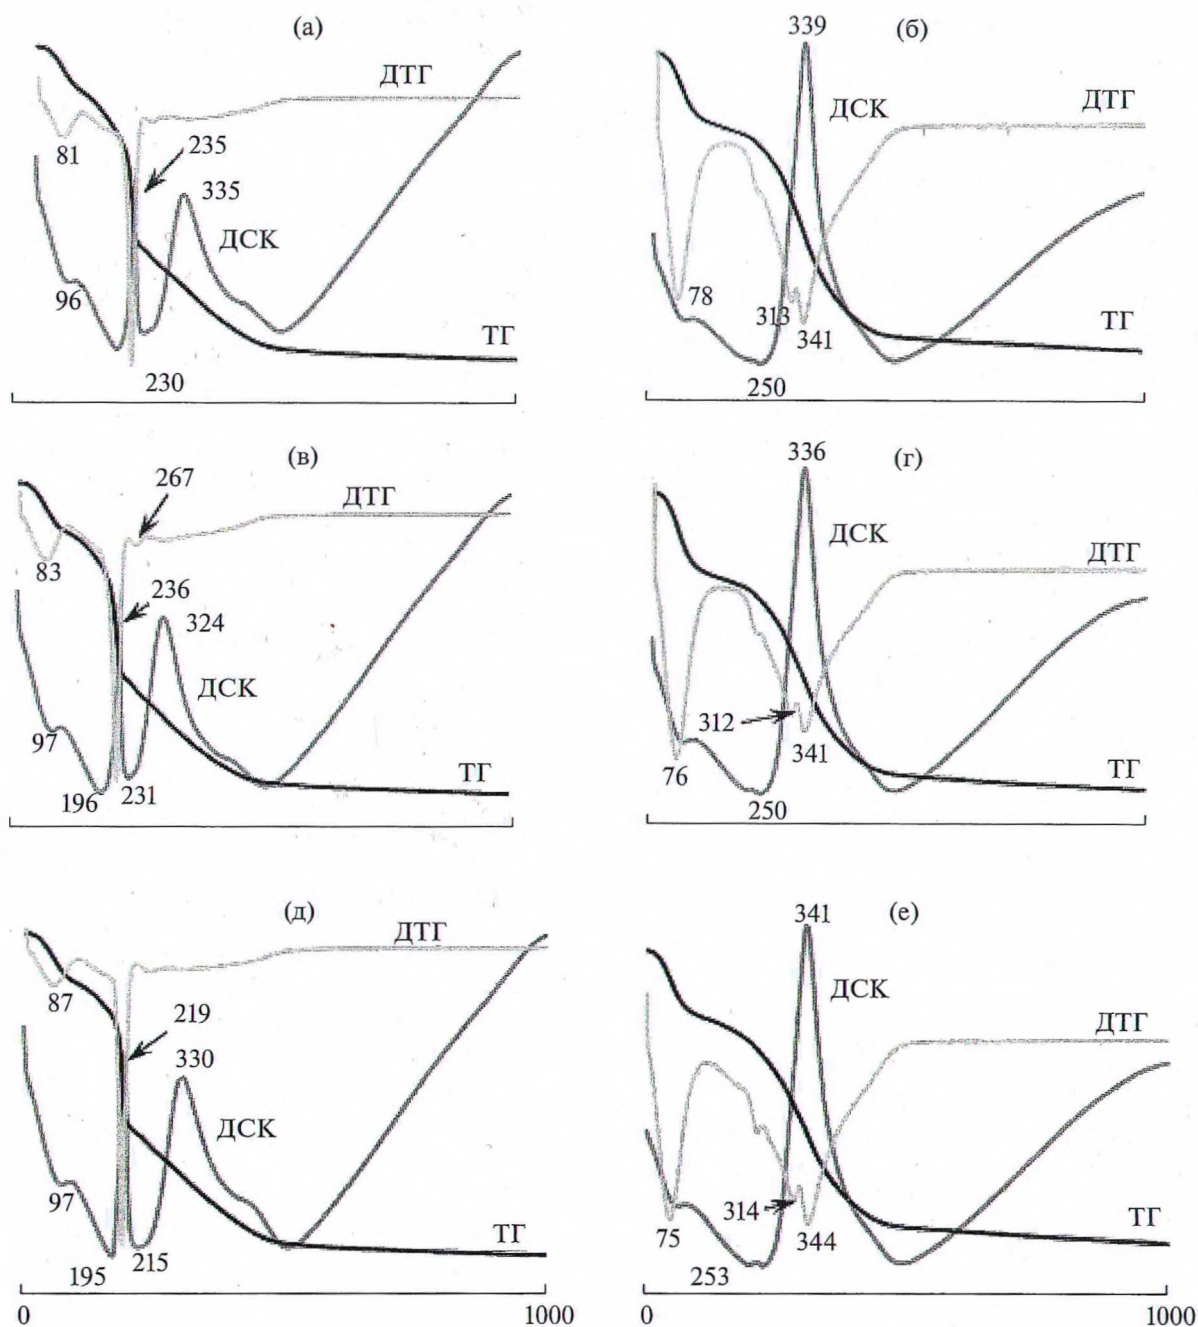 (а)
ДТГ
81
235
335
ДСК
96
ТГ
230
339
(б)
ДСК
ДТГ
78
313
341
ТГ
250
(в)
267
ДТГ
83
236
324
ДСК
97
ТГ
196
231
336
(г)
ДСК
ДТГ
312
341
76
ТГ
250
(д)
ДТГ
87
219
330
ДСК
97
ТГ
195
215
0
1000
341
(е)
ДСК
ДТГ
314
75
344
ТГ
253
0
1000